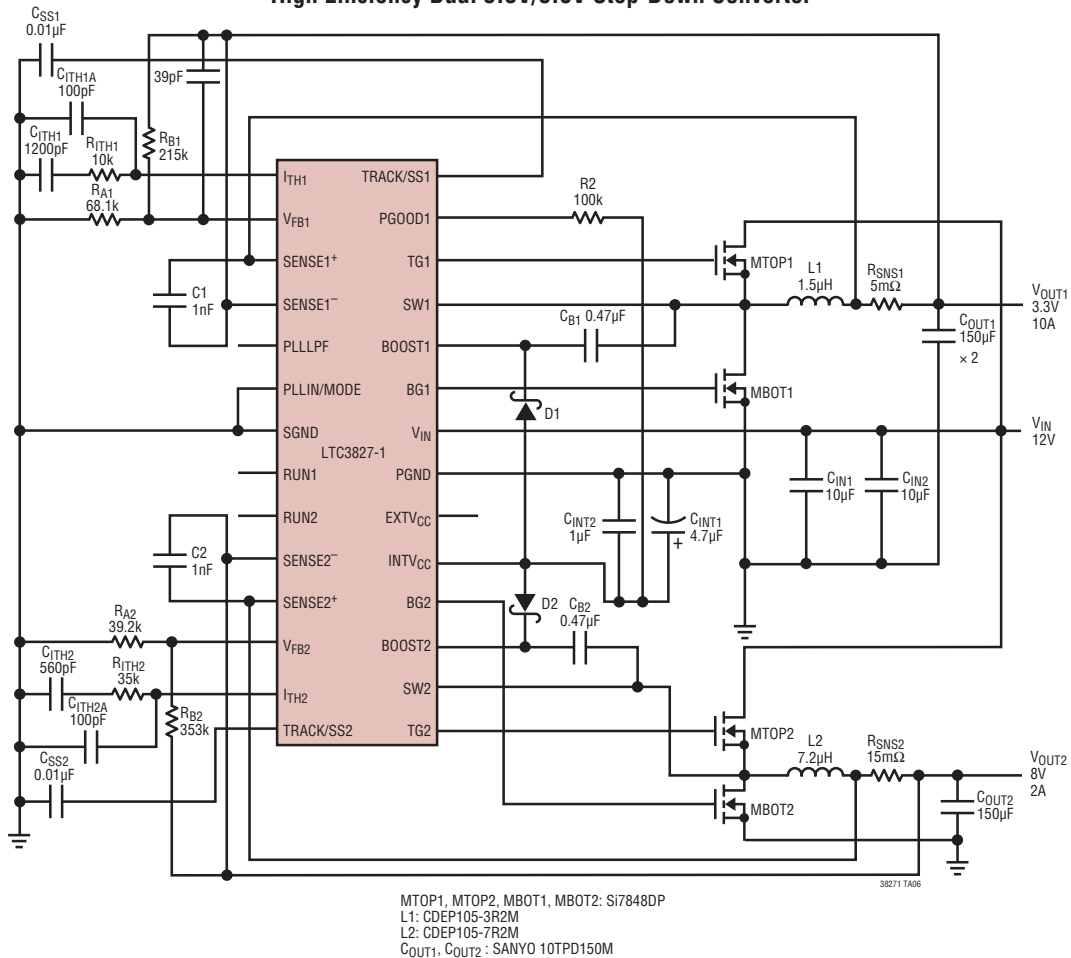 High Efficiency Dual Step-Down Converter
CSS1
0.01µF
39pF
CITH1A
100pF
CITH1
1200pF
RITH1
10k
RB1
215k
RA1
68.1k
C1
1nF
ITH1
VFB1
SENSE1+
SENSE1−
PLLLPF
PLLIN/MODE
SGND
RUN1
RUN2
SENSE2−
SENSE2+
VFB2
ITH2
TRACK/SS2
LTC3827-1
TRACK/SS1
PGOOD1
TG1
SW1
BOOST1
BG1
VIN
PGND
EXTVCC
INTVCC
BG2
BOOST2
SW2
TG2
R2
100k
MTOP1
L1
1.5µH
RSNS1
5mΩ
VOUT1
3.3V
10A
CB1 0.47µF
COUT1
150µF
× 2
MBOT1
D1
VIN
12V
CIN1
10µF
CIN2
10µF
CINT2
1µF
CINT1
4.7µF
+
C2
1nF
D2
CB2
0.47µF
RA2
39.2k
CITH2
560pF
RITH2
35k
CITH2A
100pF
RB2
353k
CSS2
0.01µF
MTOP2
L2
7.2µH
RSNS2
15mΩ
VOUT2
8V
2A
MBOT2
COUT2
150µF
38271 TA06
MTOP1, MTOP2, MBOT1, MBOT2: Si7848DP
L1: CDEP105-3R2M
L2: CDEP105-7R2M
COUT1, COUT2 : SANYO 10TPD150M